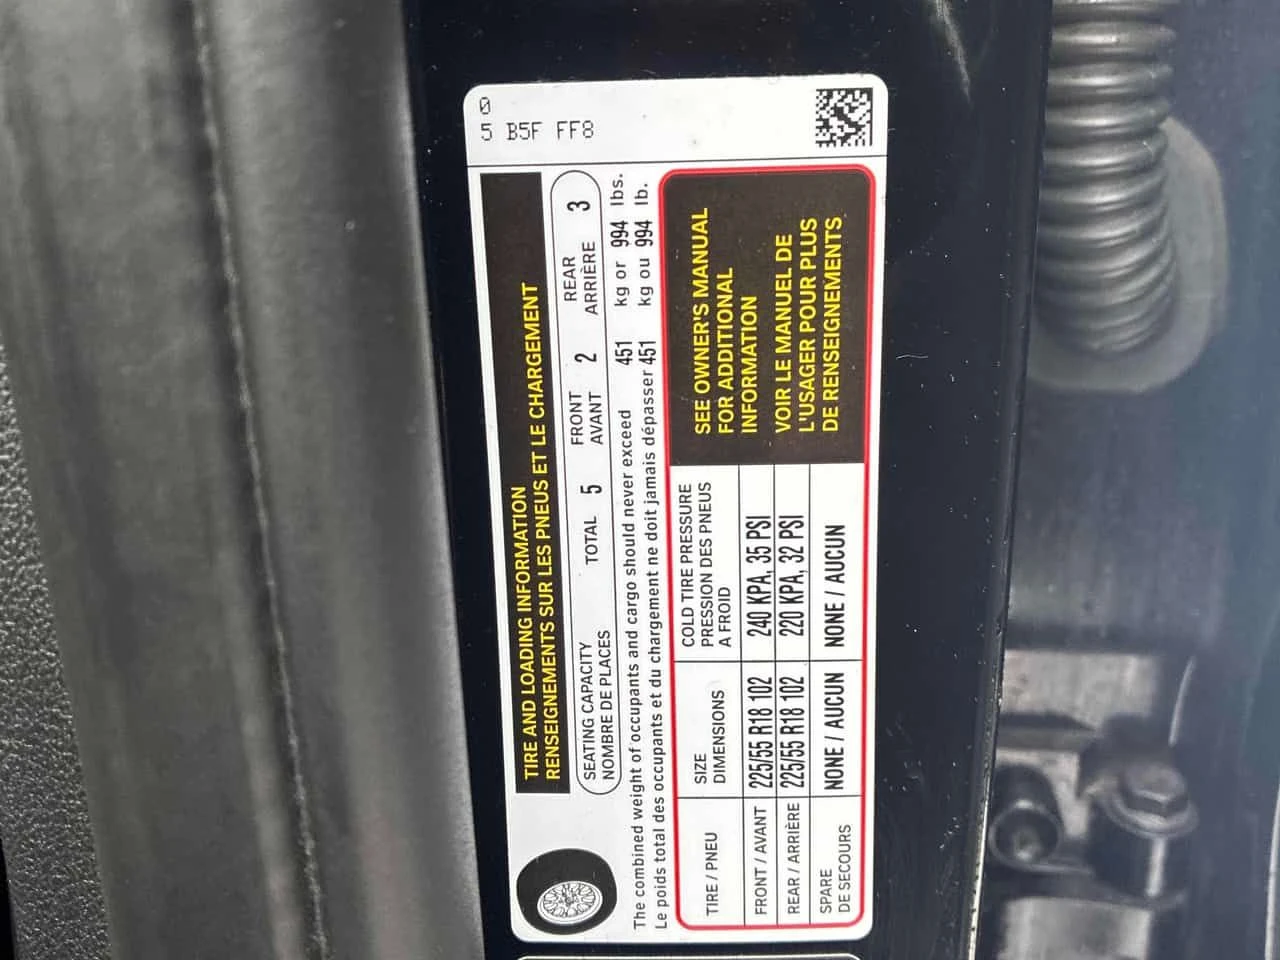 0
5 B5F FF8
TIRE AND LOADING INFORMATION
RENSEIGNEMENTS SUR LES PNEUS ET LE CHARGEMENT
SEATING CAPACITY
NOMBRE DE PLACES
TOTAL 5
FRONT
AVANT
2
REAR
ARRIÈRE
3
The combined weight of occupants and cargo should never exceed 451 kg or 994 lbs.
Le poids total des occupants et du chargement ne doit jamais dépasser 451 kg ou 994 lb.
TIRE / PNEU
SIZE
DIMENSIONS
COLD TIRE PRESSURE
PRESSION DES PNEUS
A FROID
FRONT / AVANT 225/55 R18 102 240 KPA, 35 PSI
REAR / ARRIÈRE 225/55 R18 102 220 KPA, 32 PSI
SPARE
DE SECOURS
NONE / AUCUN NONE / AUCUN
SEE OWNER'S MANUAL
FOR ADDITIONAL
INFORMATION
VOIR LE MANUEL DE
L'USAGER POUR PLUS
DE RENSEIGNEMENTS